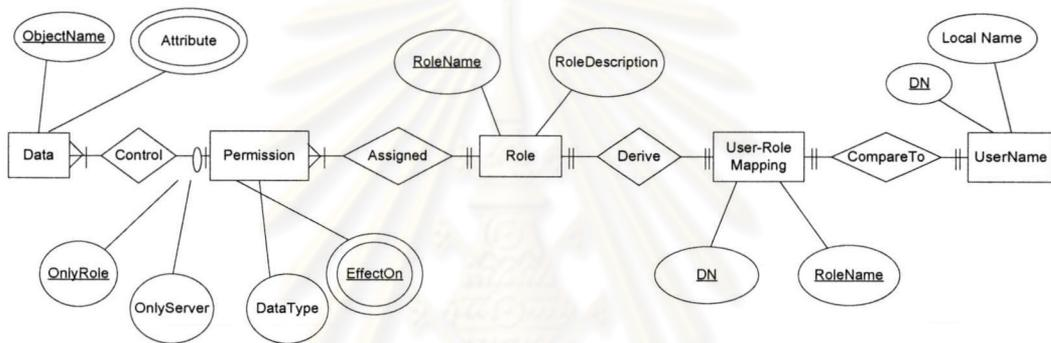 ObjectName
Attribute
RoleName
RoleDescription
Local Name
DN
Data
Control
Permission
Assigned
Role
Derive
User-Role
Mapping
CompareTo
UserName
OnlyRole
OnlyServer
DataType
EffectOn
DN
RoleName